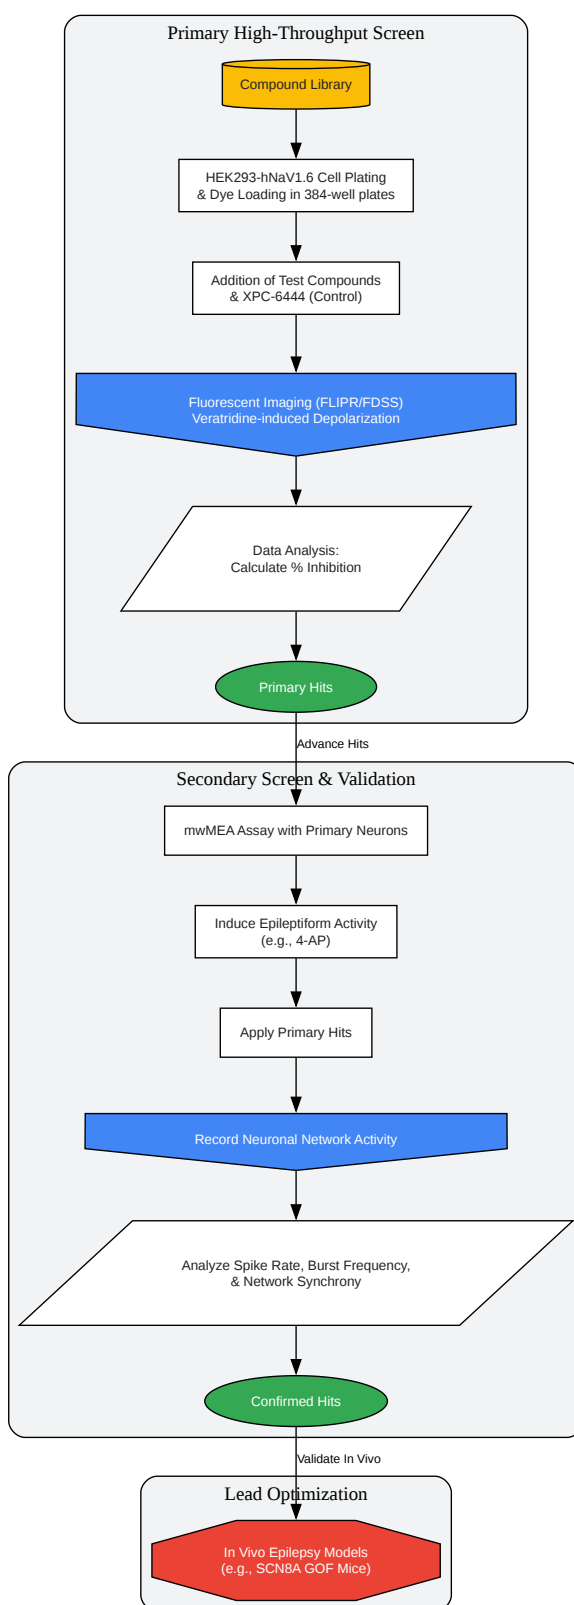 Primary High-Throughput Screen
Compound Library
HEK293-hNaV1.6 Cell Plating
& Dye Loading in 384-well plates
Addition of Test Compounds
& XPC-6444 (Control)
Fluorescent Imaging (FLIPR/FDSS)
Veratridine-induced Depolarization
Data Analysis:
Calculate % Inhibition
Primary Hits
Advance Hits
Secondary Screen & Validation
mwMEA Assay with Primary Neurons
Induce Epileptiform Activity
(e.g., 4-AP)
Apply Primary Hits
Record Neuronal Network Activity
Analyze Spike Rate, Burst Frequency,
& Network Synchrony
Confirmed Hits
Validate In Vivo
Lead Optimization
In Vivo Epilepsy Models
(e.g., SCN8A GOF Mice)